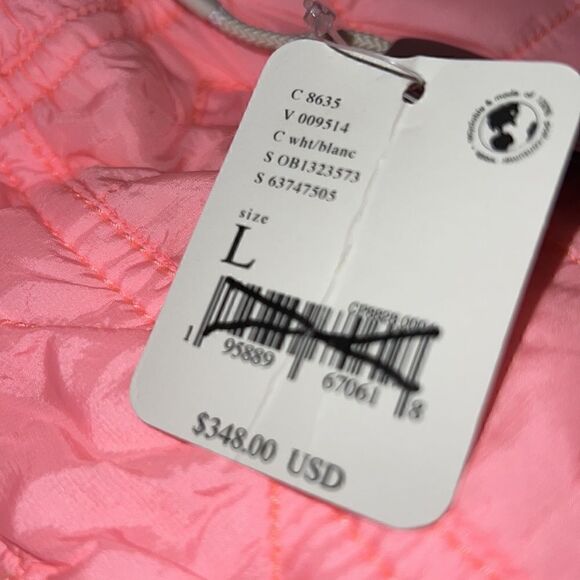 C 8635
V 009514
C wht/blanc
S OB1323573
S 63747505
size
L
1 95889 67061 8
$348.00 USD